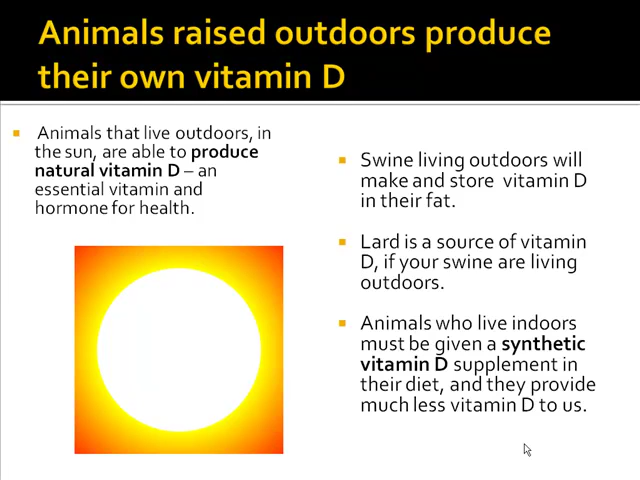 Animals raised outdoors produce
their own vitamin D
Animals that live outdoors, in
the sun, are able to produce
natural vitamin D – an
essential vitamin and
hormone for health.
Swine living outdoors will
make and store vitamin D
in their fat.
Lard is a source of vitamin
D, if your swine are living
outdoors.
Animals who live indoors
must be given a synthetic
vitamin D supplement in
their diet, and they provide
much less vitamin D to us.